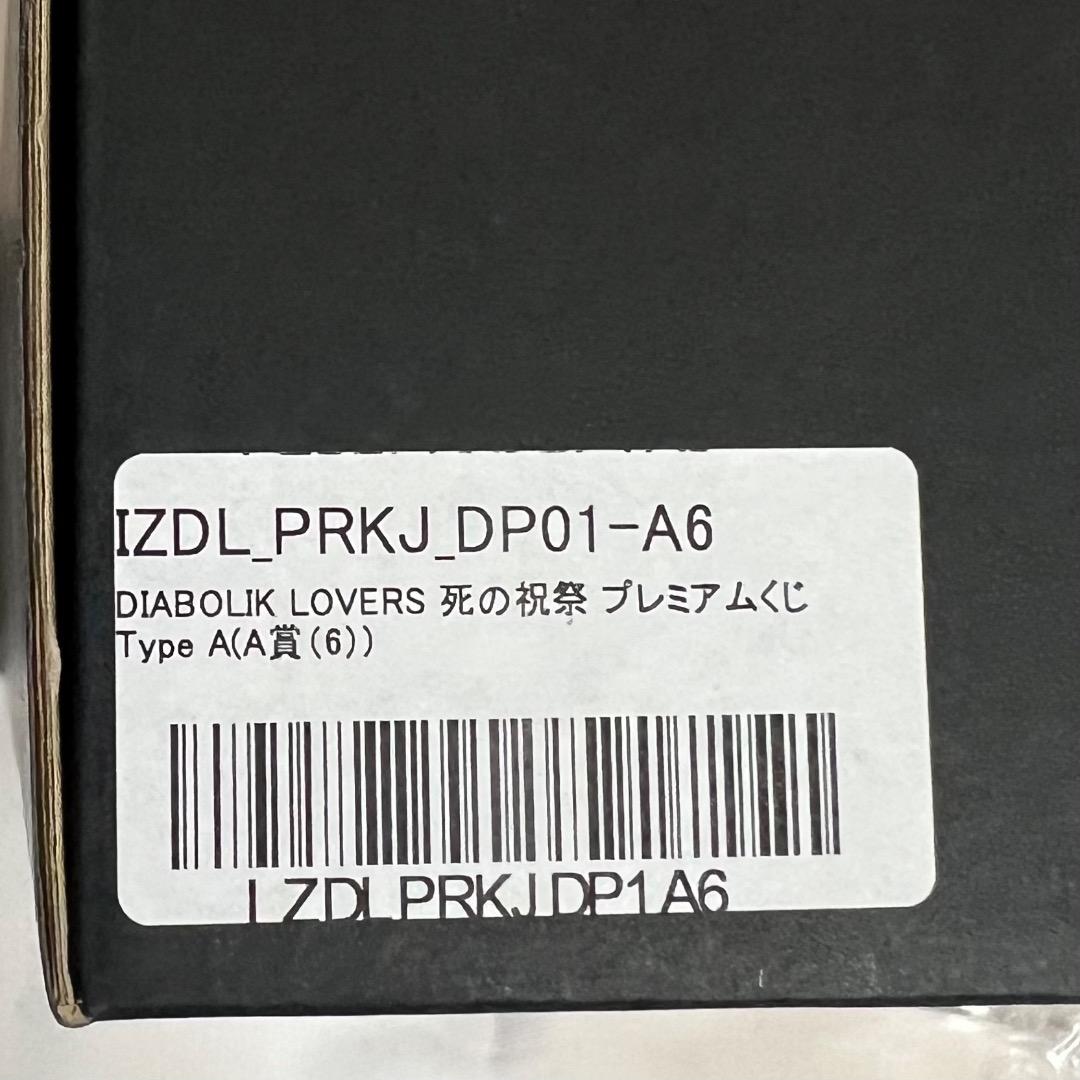 IZDL_PRKJ_DP01-A6
DIABOLIK LOVERS 死の祝祭 プレミアムくじ
Type A(A賞(6))
IZDLPRKJDP1A6